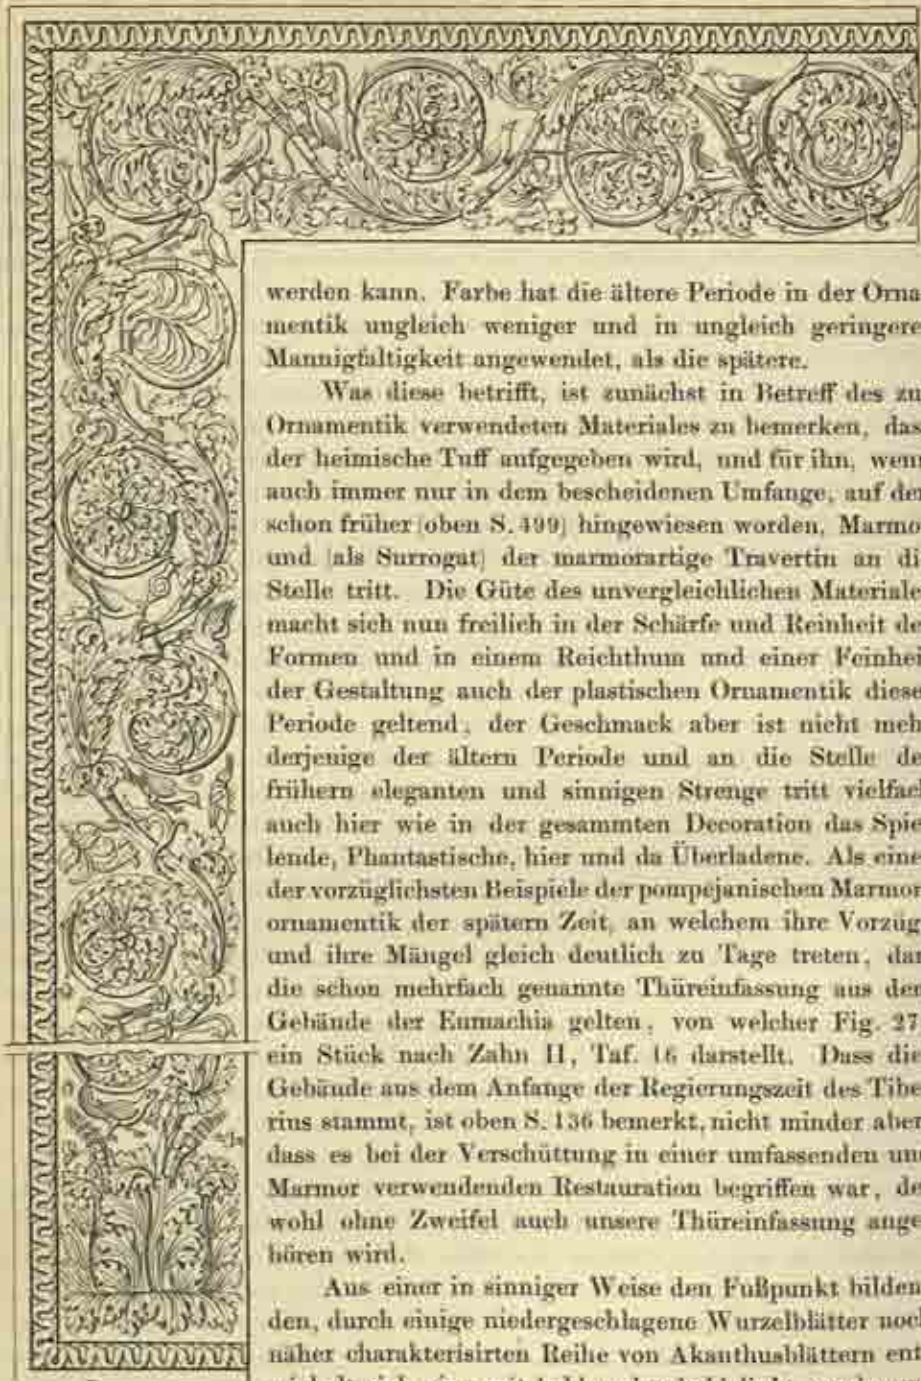 werden kann. Farbe hat die ältere Periode in der Orna
mentik ungleich weniger und in ungleich geringere
Mannigfaltigkeit angewendet, als die spätere.
Was diese betrifft, ist zunächst in Betreff des zu
Ornamentik verwendeten Materiales zu bemerken, das
der heimische Tuff aufgegeben wird, und für ihn, wenn
auch immer nur in dem bescheidenen Umfange, auf den
schon früher (oben S. 499) hingewiesen worden, Marmo
und (als Surrogat) der marmorartige Travertin an di
Stelle tritt. Die Güte des unvergleichlichen Materiale
macht sich nun freilich in der Schärfe und Reinheit de
Formen und in einem Reichthum und einer Feinhei
der Gestaltung auch der plastischen Ornamentik diese
Periode geltend, der Geschmack aber ist nicht meh
derjenige der ältern Periode und an die Stelle de
frühern eleganten und sinnigen Strenge tritt vielfac
auch hier wie in der gesammten Decoration das Spie
lende, Phantastische, hier und da Überladene. Als eine
der vorzüglichsten Beispiele der pompejanischen Marmor
ornamentik der spätern Zeit, an welchem ihre Vorzüg
und ihre Mängel gleich deutlich zu Tage treten, dar
die schon mehrfach genannte Thüreinfassung aus dem
Gebäude der Eumachia gelten, von welcher Fig. 27
ein Stück nach Zahn II, Taf. 16 darstellt. Dass die
Gebäude aus dem Anfange der Regierungszeit des Tibe
rius stammt, ist oben S. 136 bemerkt, nicht minder aber
dass es bei der Verschüttung in einer umfassenden und
Marmor verwendenden Restauration begriffen war, de
wohl ohne Zweifel auch unsere Thüreinfassung ange
hören wird.
Aus einer in sinniger Weise den Fußpunkt bilden
den, durch einige niedergeschlagene Wurzelblätter noch
näher charakterisirten Reihe von Akanthusblättern ent